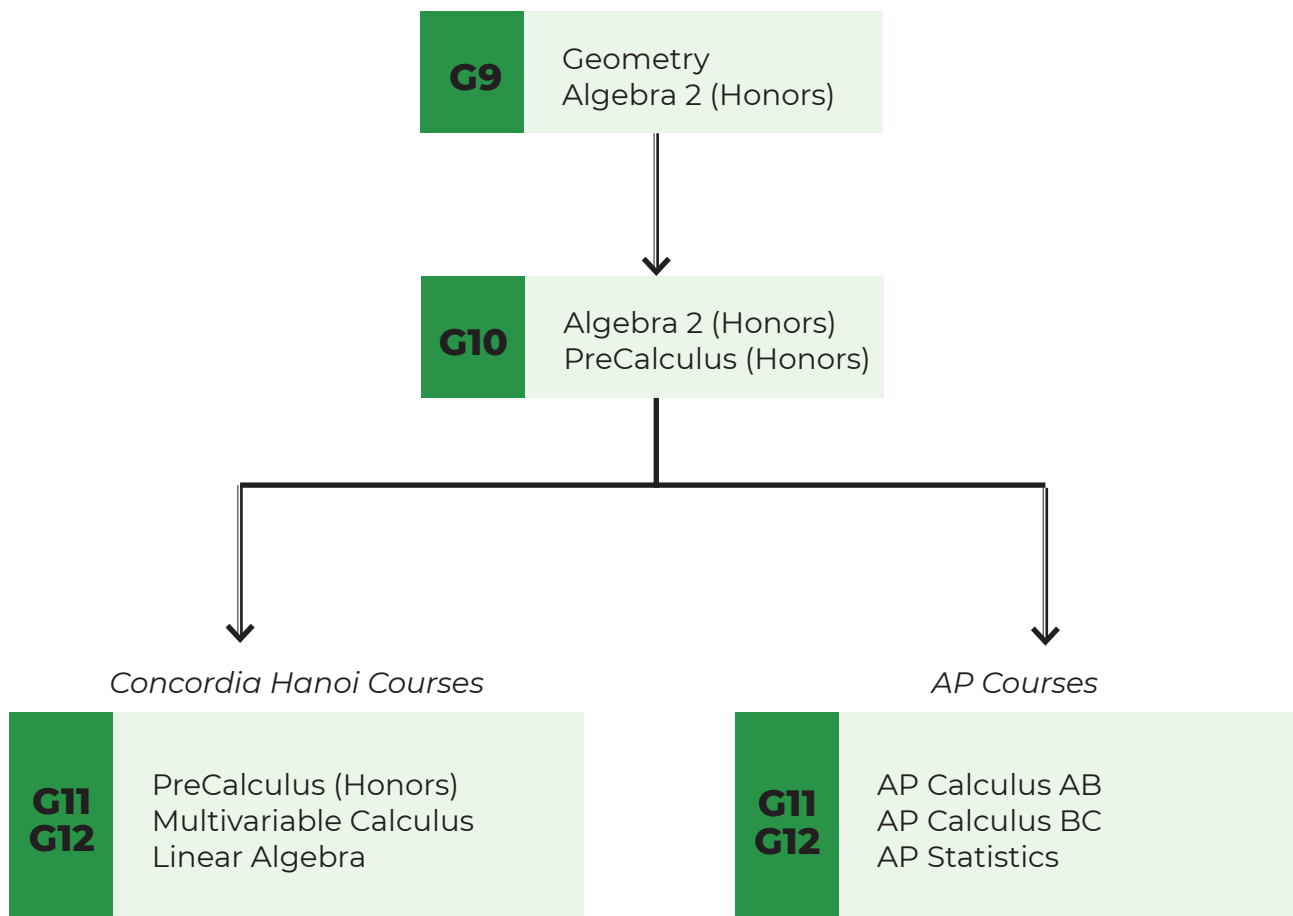 G9
Geometry
Algebra 2 (Honors)
G10
Algebra 2 (Honors)
PreCalculus (Honors)
Concordia Hanoi Courses
G11
G12
PreCalculus (Honors)
Multivariable Calculus
Linear Algebra
AP Courses
G11
G12
AP Calculus AB
AP Calculus BC
AP Statistics